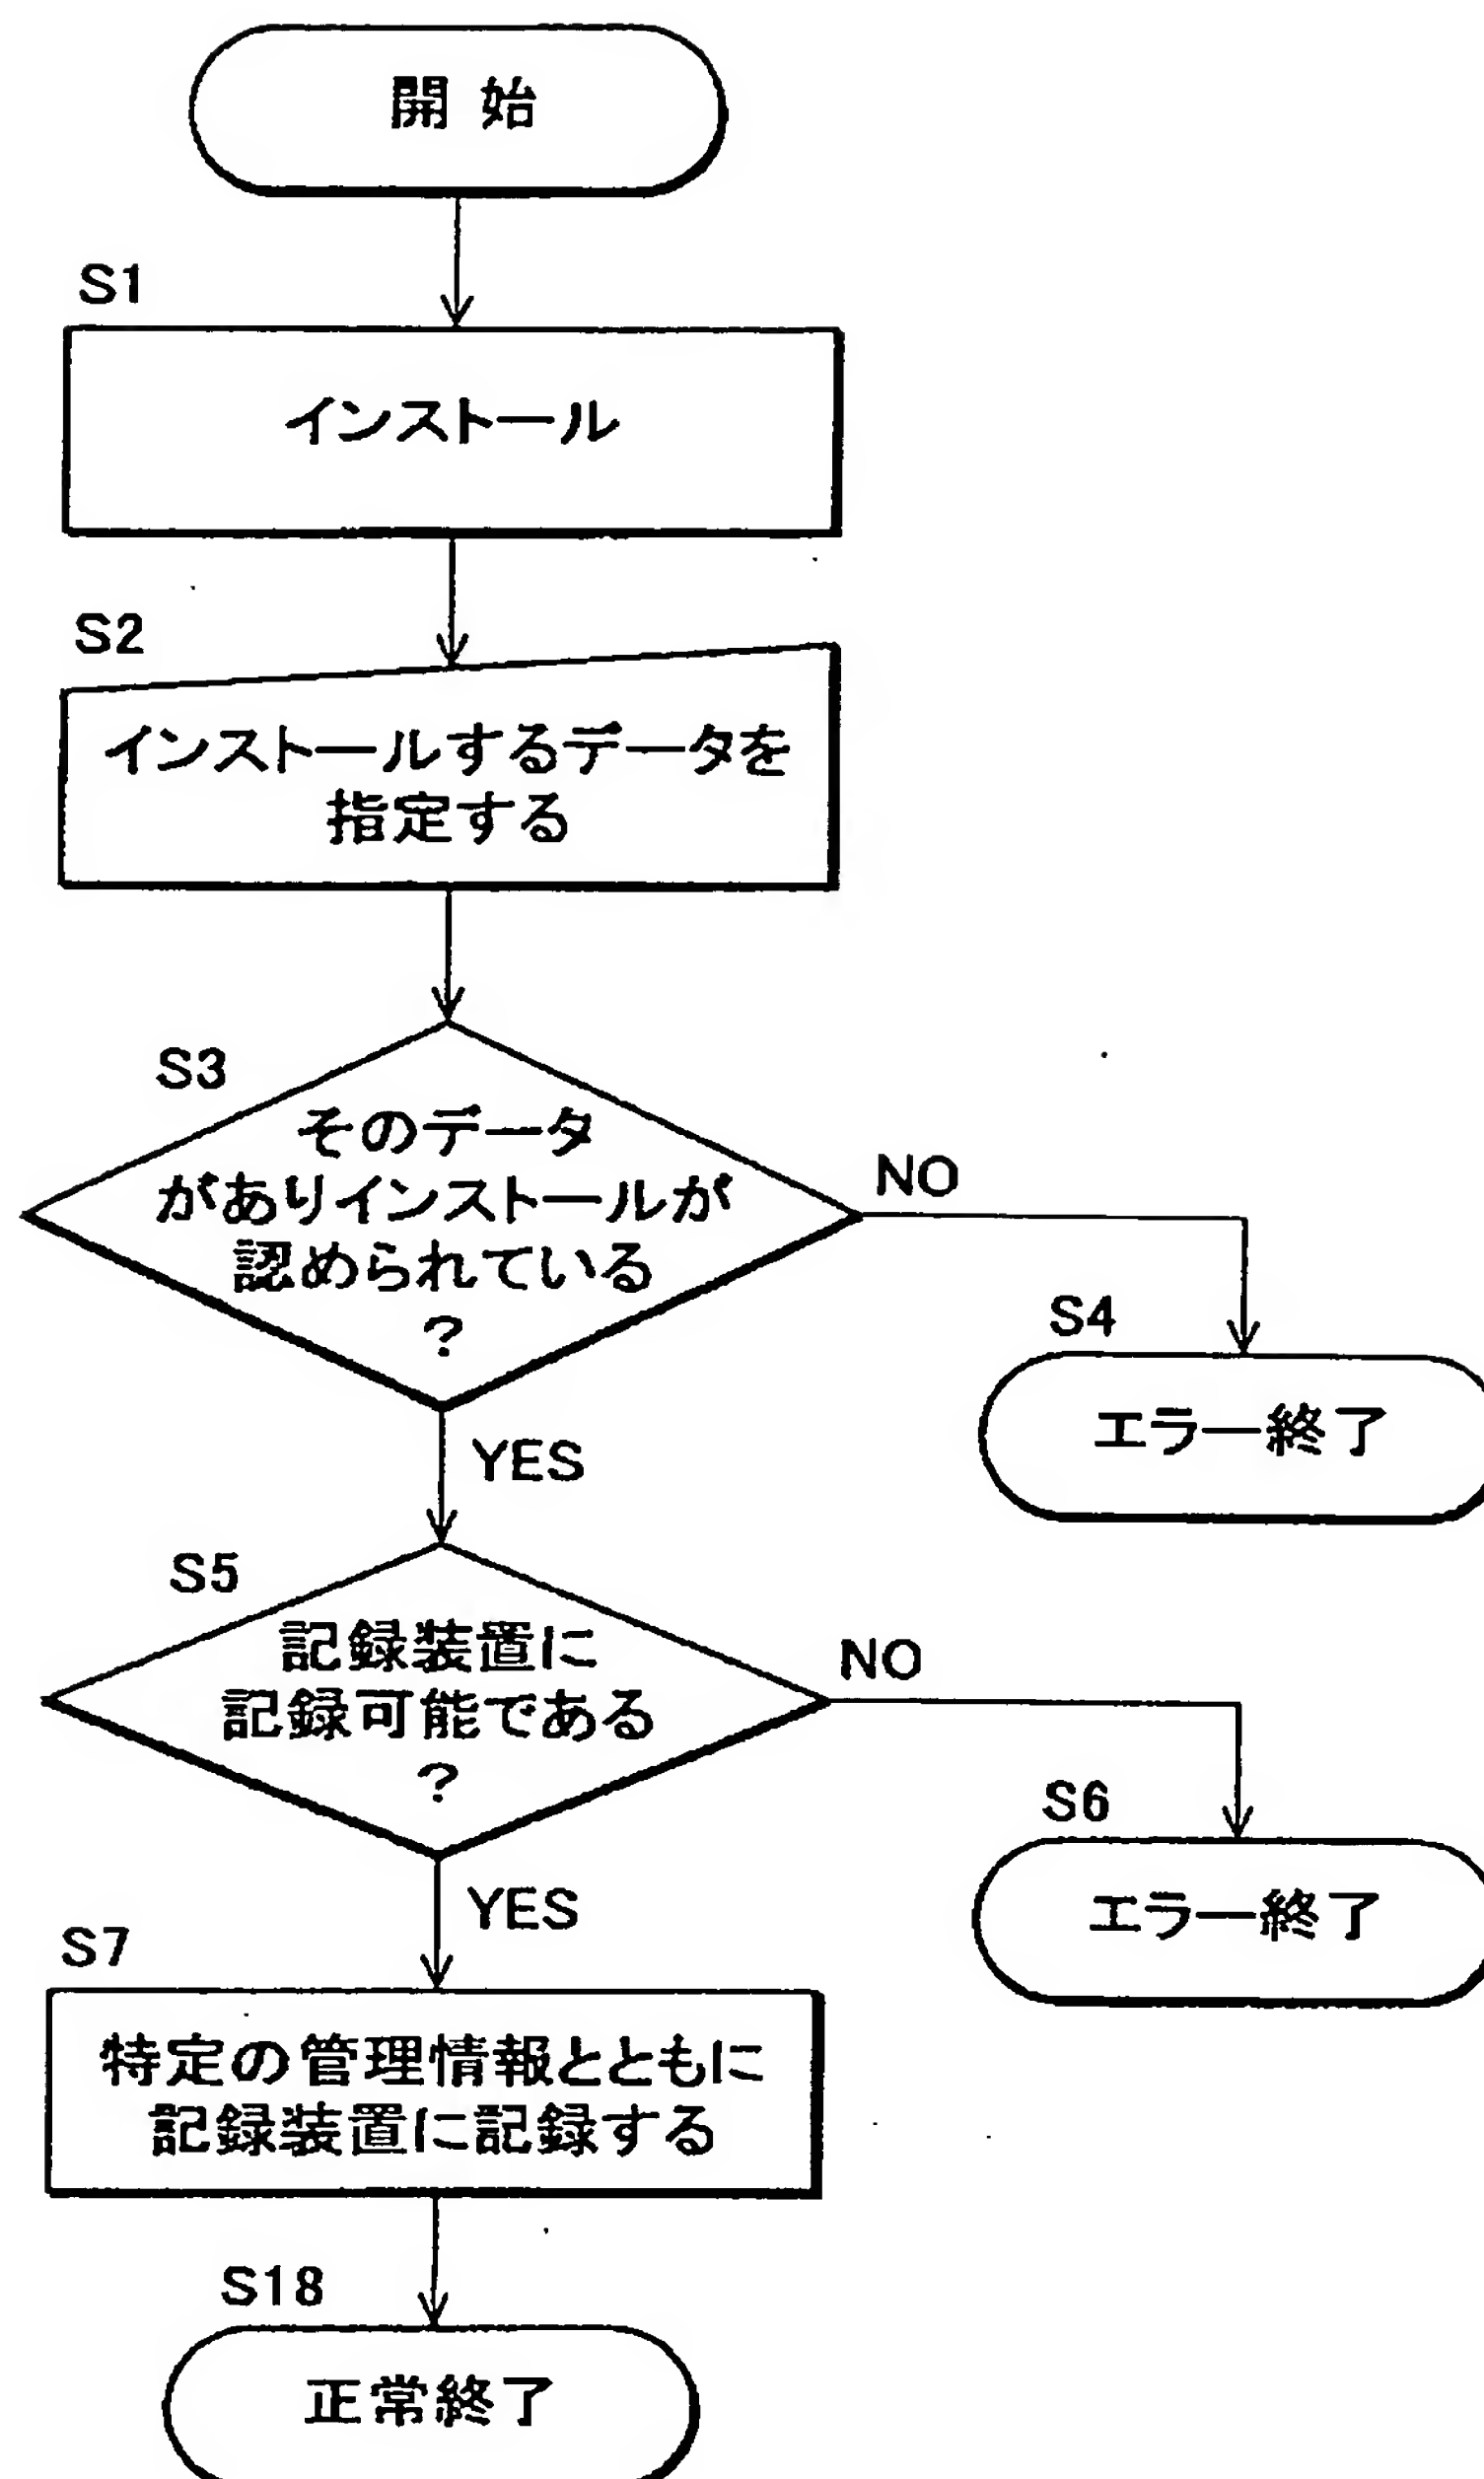 開始
S1
インストール
S2
インストールするデータを
指定する
S3
そのデータ
がありインストールが
認められている
?
NO
S4
エラー終了
YES
S5
記録装置に
記録可能である
?
NO
S6
エラー終了
YES
S7
特定の管理情報とともに
記録装置に記録する
S18
正常終了